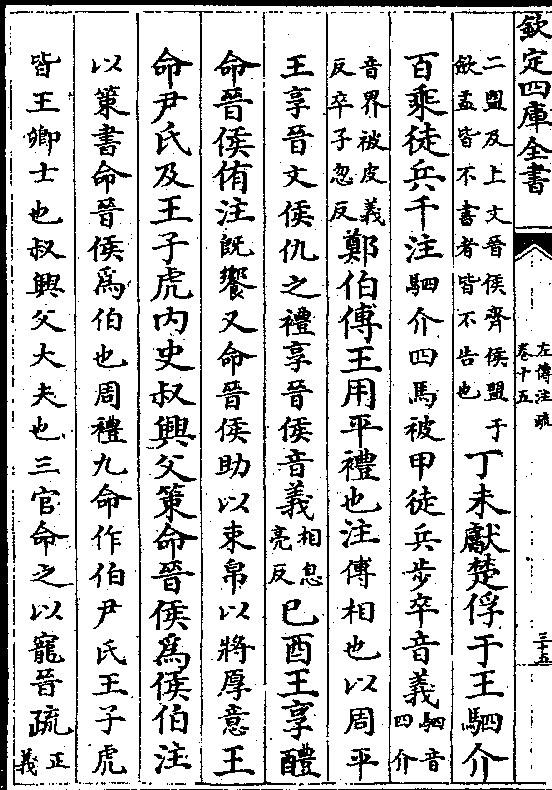 欽定四庫全書
左傳注疏
卷十五
三十五
二盟及上文晉侯齊侯盟于
歛盂皆不書者皆不告也
丁未獻楚俘于王駟介
百乘徒兵千注駟介四馬被甲徒兵步卒音義
駟音
四介
音界被皮義
反卒子忽反
鄭伯傅王用平禮也注傅相也以周平
王享晉文侯仇之禮享晉侯音義
相息
亮反
己酉王享醴
命晉侯侑注既饗又命晉侯助以束帛以將厚意王
命尹氏及王子虎内史叔興父策命晉侯為侯伯注
以策書命晉侯為伯也周禮九命作伯尹氏王子虎
皆王卿士也叔興父大夫也三官命之以寵晉疏
正
義